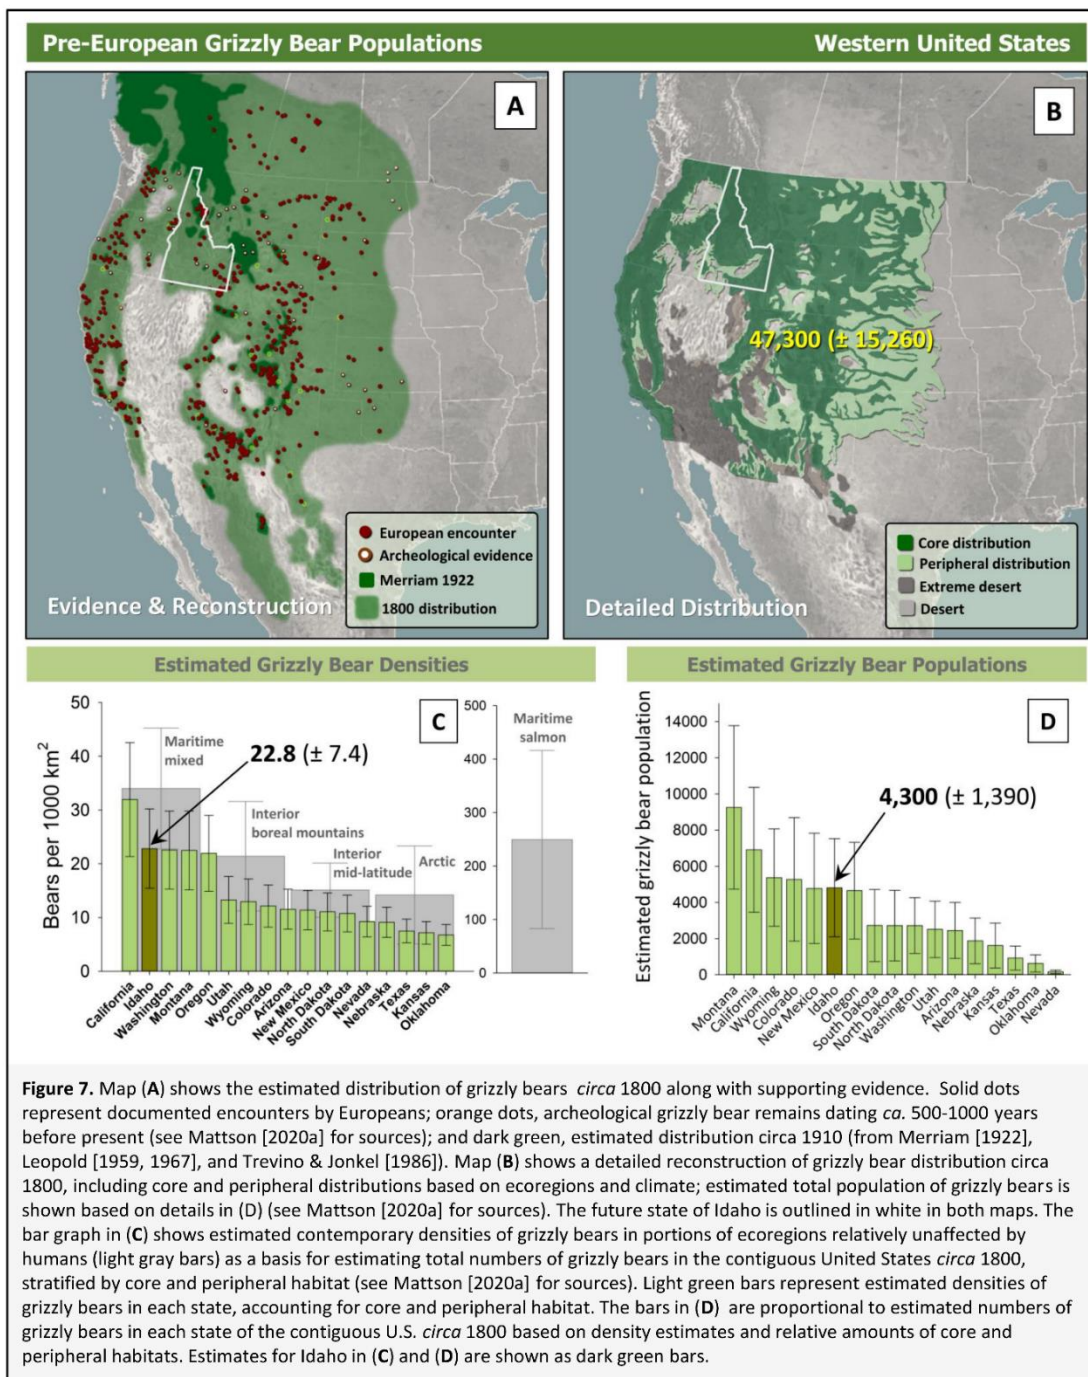 Pre-European Grizzly Bear Populations
Western United States
A
European encounter
Archeological evidence
Merriam 1922
1800 distribution
Evidence & Reconstruction
B
47,300 (± 15,260)
Core distribution
Peripheral distribution
Extreme desert
Desert
Detailed Distribution
Estimated Grizzly Bear Densities
Bears per 1000 km²
50
40
30
20
10
0
C
Maritime
mixed
22.8 (± 7.4)
Interior
boreal mountains
Interior
mid-latitude
Arctic
California
Idaho
Washington
Montana
Oregon
Utah
Wyoming
Colorado
Arizona
New Mexico
North Dakota
South Dakota
Nevada
Nebraska
Texas
Kansas
Oklahoma
500
400
300
200
100
0
Maritime
salmon
Estimated Grizzly Bear Populations
Estimated grizzly bear population
14000
12000
10000
8000
6000
4000
2000
0
D
4,300 (± 1,390)
Montana
California
Wyoming
Colorado
New Mexico
Idaho
Oregon
South Dakota
North Dakota
Washington
Utah
Arizona
Nebraska
Kansas
Texas
Oklahoma
Nevada
Figure 7. Map (A) shows the estimated distribution of grizzly bears circa 1800 along with supporting evidence. Solid dots
represent documented encounters by Europeans; orange dots, archeological grizzly bear remains dating ca. 500-1000 years
before present (see Mattson [2020a] for sources); and dark green, estimated distribution circa 1910 (from Merriam [1922],
Leopold [1959, 1967], and Trevino & Jonkel [1986]). Map (B) shows a detailed reconstruction of grizzly bear distribution circa
1800, including core and peripheral distributions based on ecoregions and climate; estimated total population of grizzly bears is
shown based on details in (D) (see Mattson [2020a] for sources). The future state of Idaho is outlined in white in both maps. The
bar graph in (C) shows estimated contemporary densities of grizzly bears in portions of ecoregions relatively unaffected by
humans (light gray bars) as a basis for estimating total numbers of grizzly bears in the contiguous United States circa 1800,
stratified by core and peripheral habitat (see Mattson [2020a] for sources). Light green bars represent estimated densities of
grizzly bears in each state, accounting for core and peripheral habitat. The bars in (D) are proportional to estimated numbers of
grizzly bears in each state of the contiguous U.S. circa 1800 based on density estimates and relative amounts of core and
peripheral habitats. Estimates for Idaho in (C) and (D) are shown as dark green bars.